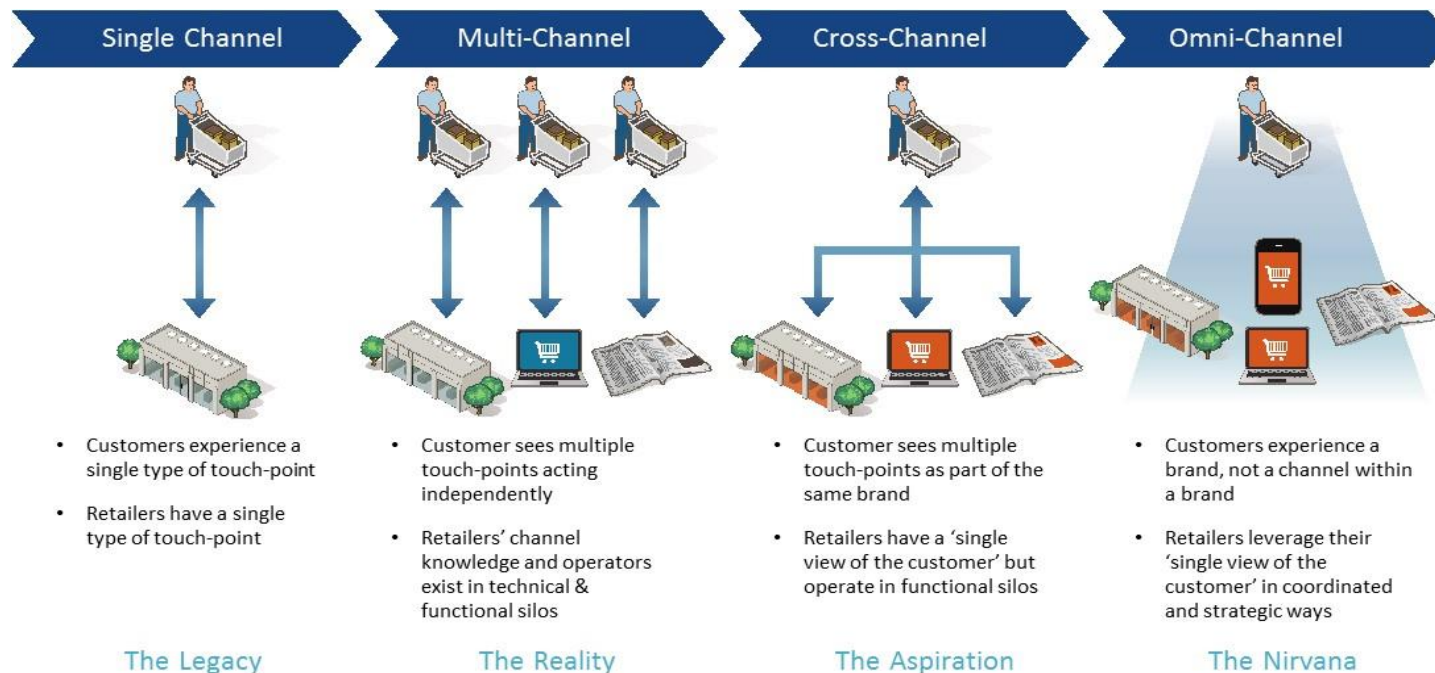 Single Channel
Multi-Channel
Cross-Channel
Omni-Channel
• Customers experience a
single type of touch-point
• Retailers have a single
type of touch-point
• Customer sees multiple
touch-points acting
independently
• Retailers’ channel
knowledge and operators
exist in technical &
functional silos
• Customer sees multiple
touch-points as part of the
same brand
• Retailers have a ‘single
view of the customer’ but
operate in functional silos
• Customers experience a
brand, not a channel within
a brand
• Retailers leverage their
‘single view of the
customer’ in coordinated
and strategic ways
The Legacy
The Reality
The Aspiration
The Nirvana